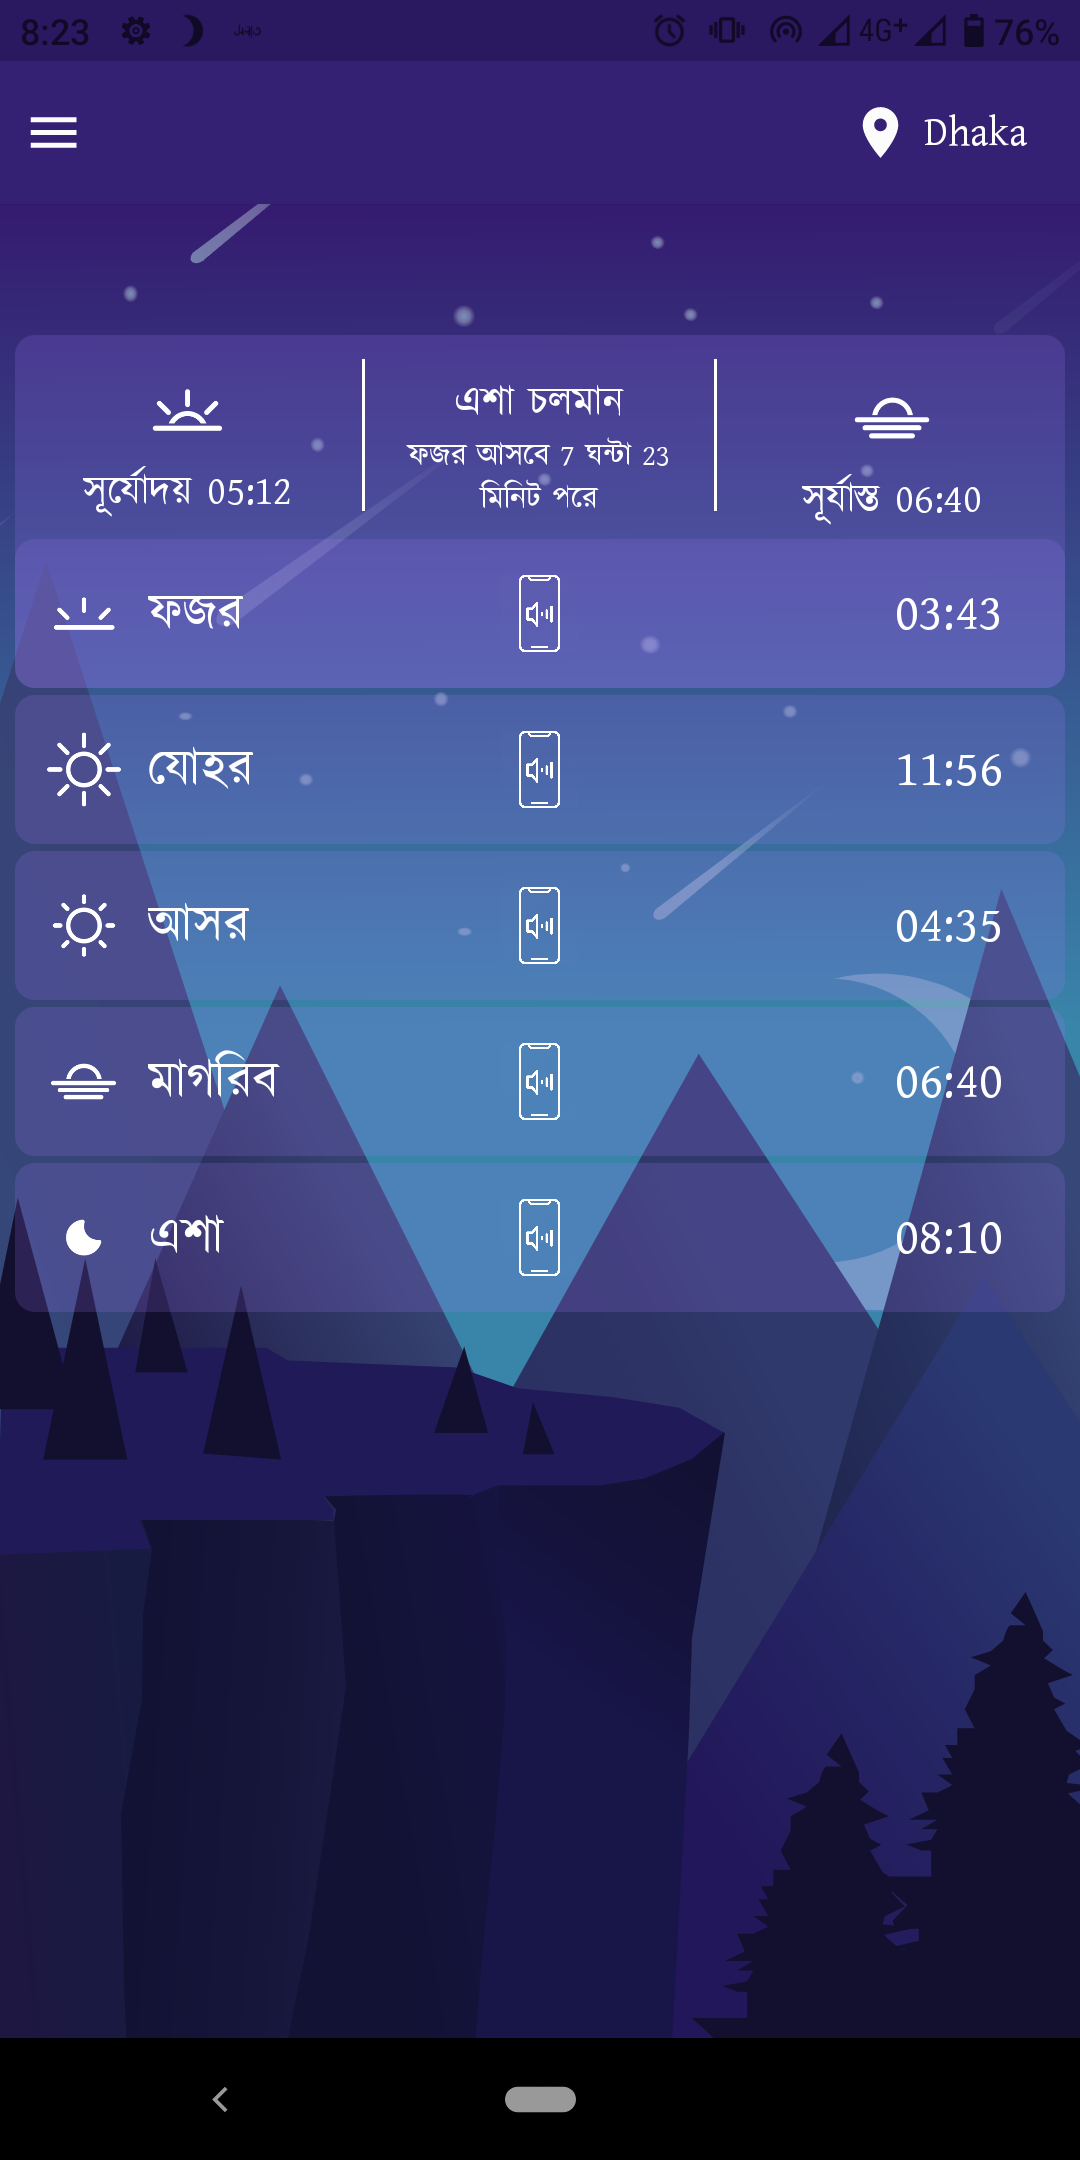 8:23 4G+ 76%
Dhaka
এশা চলমান
ফজর আসবে 7 ঘন্টা 23
মিনিট পরে
সূর্যোদয় 05:12
সূর্যাস্ত 06:40
ফজর 03:43
যোহর 11:56
আসর 04:35
মাগরিব 06:40
এশা 08:10